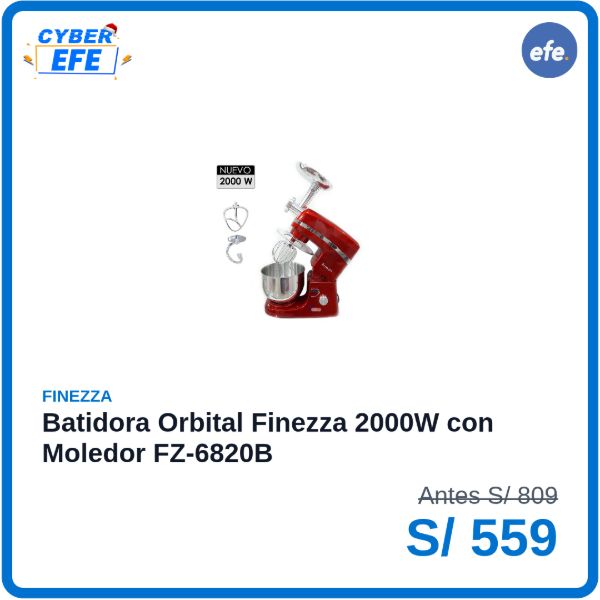 CYBER
EFE
efe.
NUEVO
2000 W
FINEZZA
Batidora Orbital Finezza 2000W con
Moledor FZ-6820B
Antes S/ 809
S/ 559